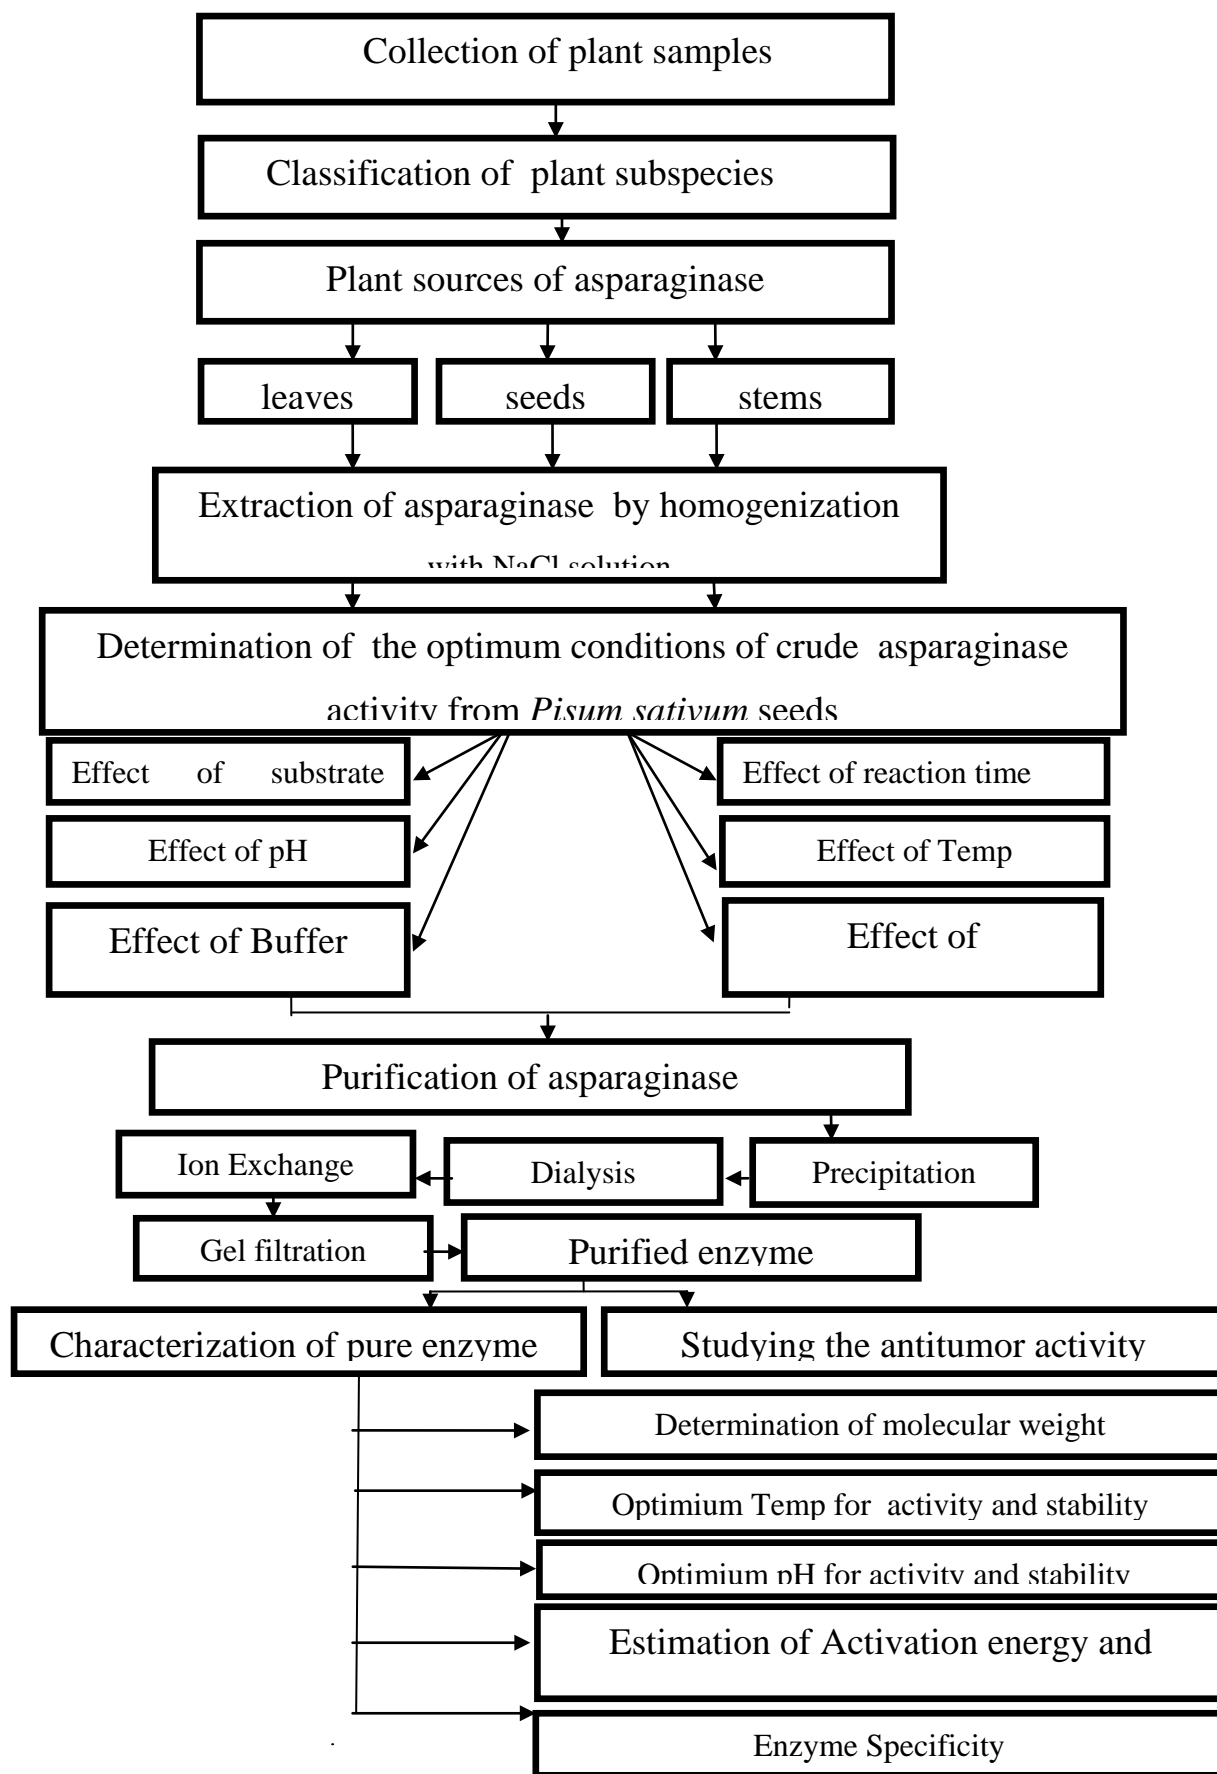 Collection of plant samples
Classification of plant subspecies
Plant sources of asparaginase
leaves
seeds
stems
Extraction of asparaginase by homogenization
with NaCl solution
Determination of the optimum conditions of crude asparaginase
activity from Pisum sativum seeds
Effect of substrate
Effect of reaction time
Effect of pH
Effect of Temp
Effect of Buffer
Effect of
Purification of asparaginase
Ion Exchange
Dialysis
Precipitation
Gel filtration
Purified enzyme
Characterization of pure enzyme
Studying the antitumor activity
Determination of molecular weight
Optimium Temp for activity and stability
Optimium pH for activity and stability
Estimation of Activation energy and
Enzyme Specificity